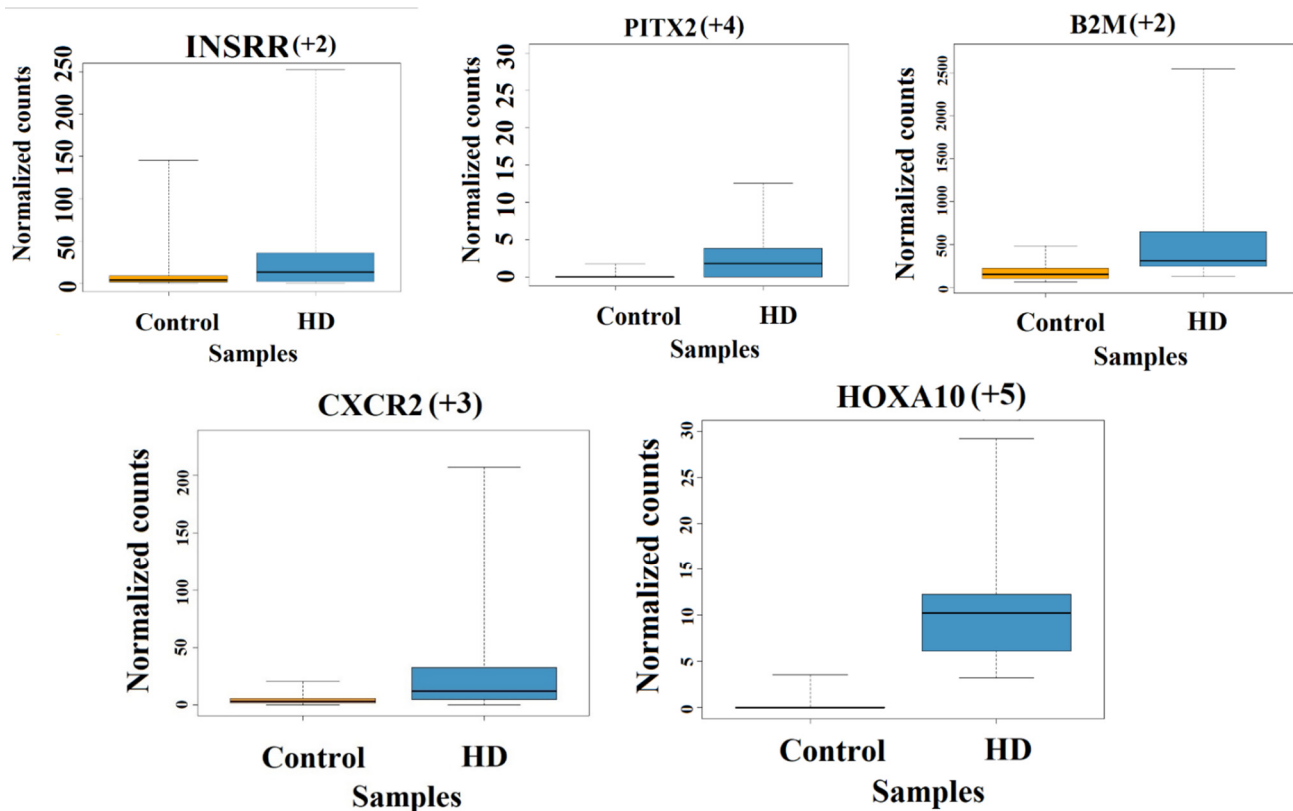 INSRR(+2)
Normalized counts
250
200
150
100
50
0
Control HD
Samples
PITX2(+4)
Normalized counts
30
25
20
15
10
5
0
Control HD
Samples
B2M(+2)
Normalized counts
2500
2000
1500
1000
500
0
Control HD
Samples
CXCR2(+3)
Normalized counts
200
150
100
50
0
Control HD
Samples
HOXA10(+5)
Normalized counts
30
25
20
15
10
5
0
Control HD
Samples